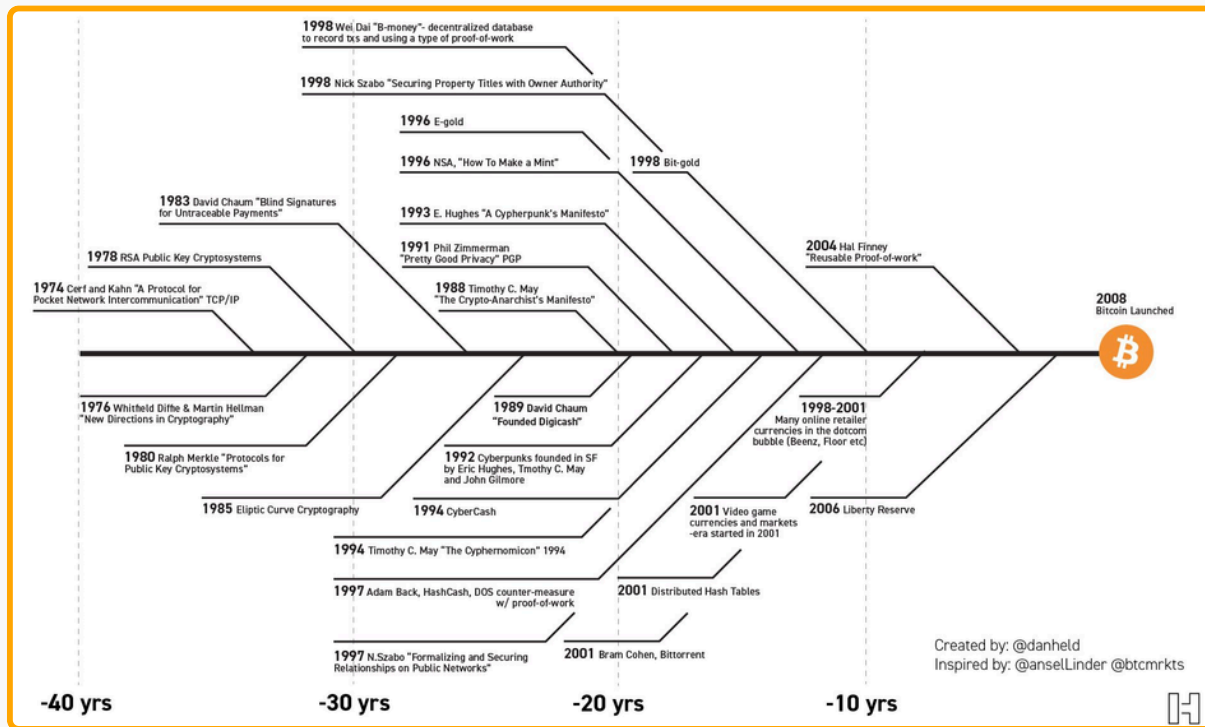 1998 Wei Dai "B-money"- decentralized database
to record txs and using a type of proof-of-work
1998 Nick Szabo "Securing Property Titles with Owner Authority"
1996 E-gold
1996 NSA, "How To Make a Mint"
1998 Bit-gold
1983 David Chaum "Blind Signatures
for Untraceable Payments"
1993 E. Hughes "A Cypherpunk's Manifesto"
1991 Phil Zimmerman
"Pretty Good Privacy" PGP
2004 Hal Finney
"Reusable Proof-of-work"
1978 RSA Public Key Cryptosystems
1974 Cerf and Kahn "A Protocol for
Pocket Network Intercommunication" TCP/IP
1988 Timothy C. May
"The Crypto-Anarchist's Manifesto"
2008
Bitcoin Launched
1976 Whitfield Diffie & Martin Hellman
"New Directions in Cryptography"
1989 David Chaum
"Founded Digicash"
1998-2001
Many online retailer
currencies in the dotcom
bubble (Beenz, Floor etc)
1980 Ralph Merkle "Protocols for
Public Key Cryptosystems"
1992 Cyberpunks founded in SF
by Eric Hughes, Tmothy C. May
and John Gilmore
1985 Eliptic Curve Cryptography
1994 CyberCash
2001 Video game
currencies and markets
-era started in 2001
2006 Liberty Reserve
1994 Timothy C. May "The Cyphernomicon" 1994
1997 Adam Back, HashCash, DOS counter-measure
w/ proof-of-work
2001 Distributed Hash Tables
1997 N.Szabo "Formalizing and Securing
Relationships on Public Networks"
2001 Bram Cohen, Bittorrent
Created by: @danheld
Inspired by: @anselLinder @btcmrkts
-40 yrs
-30 yrs
-20 yrs
-10 yrs